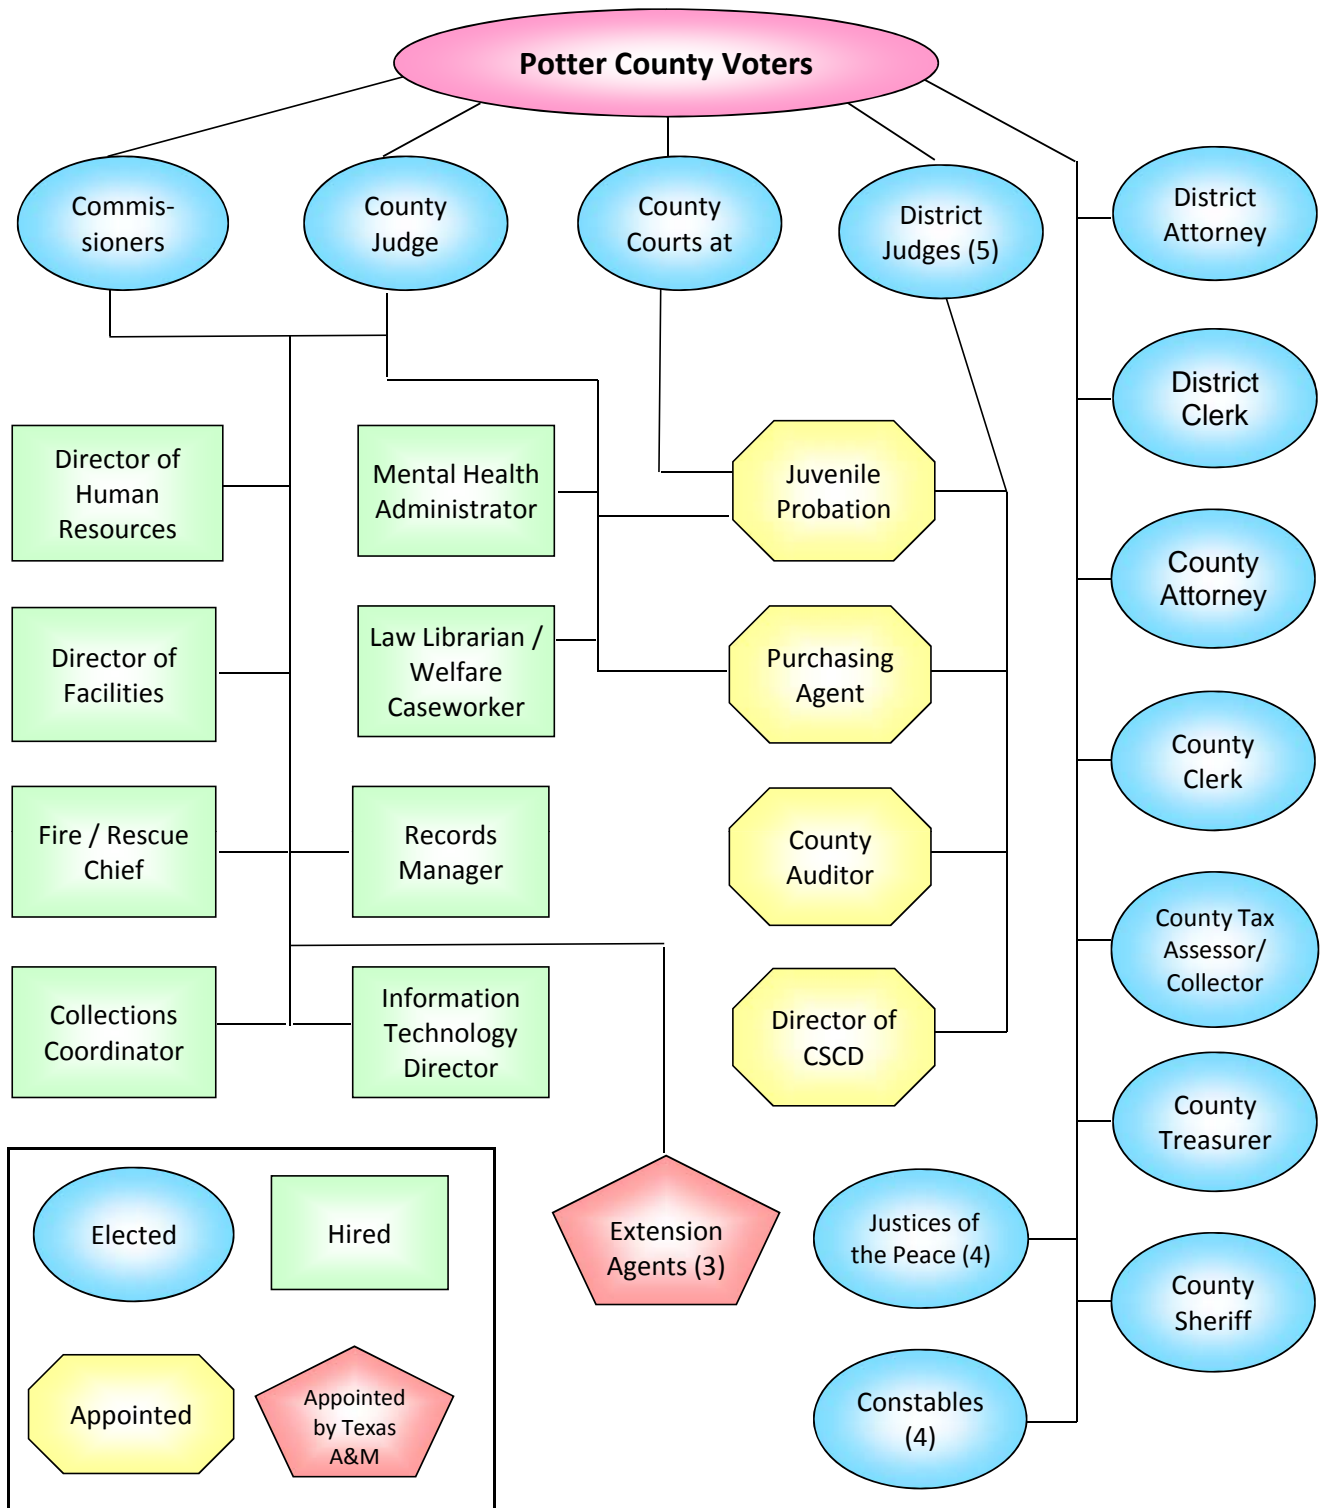 Potter County Voters
Commis-
sioners
County
Judge
County
Courts at
District
Judges (5)
District
Attorney
District
Clerk
County
Attorney
County
Clerk
County Tax
Assessor/
Collector
County
Treasurer
County
Sheriff
Director of
Human
Resources
Mental Health
Administrator
Juvenile
Probation
Director of
Facilities
Law Librarian /
Welfare
Caseworker
Purchasing
Agent
Fire / Rescue
Chief
Records
Manager
County
Auditor
Collections
Coordinator
Information
Technology
Director
Director of
CSCD
Extension
Agents (3)
Justices of
the Peace (4)
Constables
(4)
Elected
Hired
Appointed
Appointed
by Texas
A&M